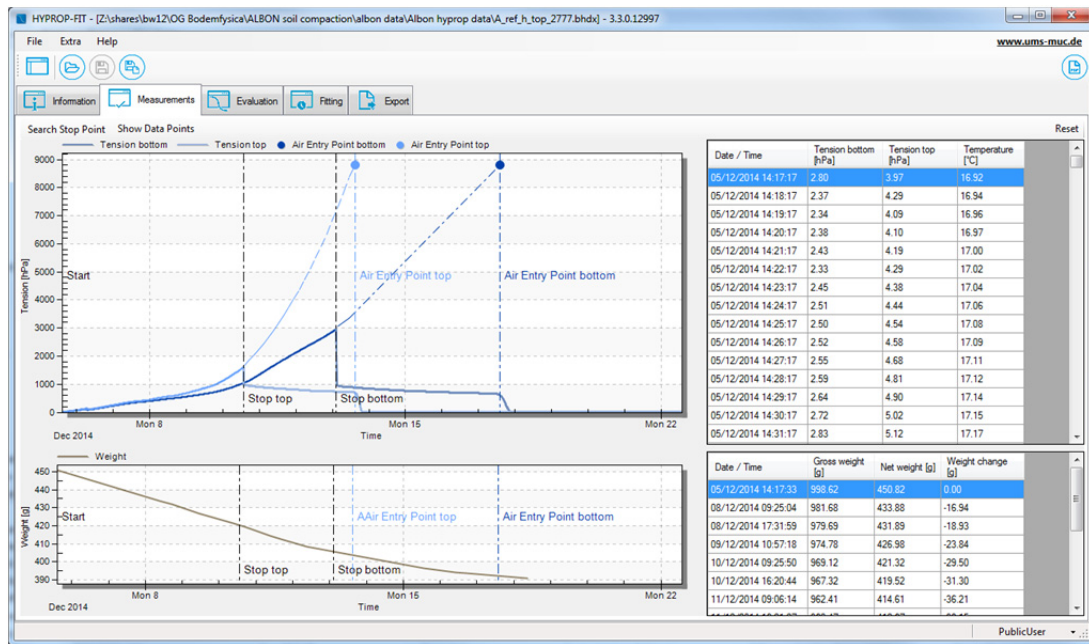 HYPROP-FIT - [Z:\shares\bw12\OG Bodemfysica\ALBON soil compaction\albon data\Albon hyprop data\A_ref_h_top_2777.bhdx] - 3.3.0.12997
File Extra Help www.ums-muc.de
Information Measurements Evaluation Fitting Export
Search Stop Point Show Data Points Reset
Tension bottom Tension top Air Entry Point bottom Air Entry Point top
9000
8000
7000
6000
5000
4000
3000
2000
1000
0
Tension [hPa]
Start
Air Entry Point top
Air Entry Point bottom
Stop top
Stop bottom
Mon 8 Mon 15 Mon 22
Dec 2014 Time
Date / Time Tension bottom [hPa] Tension top [hPa] Temperature [°C]
05/12/2014 14:17:17 2.80 3.97 16.92
05/12/2014 14:18:17 2.37 4.29 16.94
05/12/2014 14:19:17 2.34 4.09 16.96
05/12/2014 14:20:17 2.38 4.10 16.97
05/12/2014 14:21:17 2.43 4.19 17.00
05/12/2014 14:22:17 2.33 4.29 17.02
05/12/2014 14:23:17 2.45 4.38 17.04
05/12/2014 14:24:17 2.51 4.44 17.06
05/12/2014 14:25:17 2.50 4.54 17.08
05/12/2014 14:26:17 2.52 4.58 17.09
05/12/2014 14:27:17 2.55 4.68 17.11
05/12/2014 14:28:17 2.59 4.81 17.12
05/12/2014 14:29:17 2.64 4.90 17.14
05/12/2014 14:30:17 2.72 5.02 17.15
05/12/2014 14:31:17 2.83 5.12 17.17
Weight
450
440
430
420
410
400
390
Weight [g]
Start
AAir Entry Point top
Air Entry Point bottom
Stop top
Stop bottom
Mon 8 Mon 15 Mon 22
Dec 2014 Time
Date / Time Gross weight [g] Net weight [g] Weight change [g]
05/12/2014 14:17:33 998.62 450.82 0.00
08/12/2014 09:25:04 981.68 433.88 -16.94
08/12/2014 17:31:59 979.69 431.89 -18.93
09/12/2014 10:57:18 974.78 426.98 -23.84
10/12/2014 09:25:50 969.12 421.32 -29.50
10/12/2014 16:20:44 967.32 419.52 -31.30
11/12/2014 09:06:14 962.41 414.61 -36.21
PublicUser